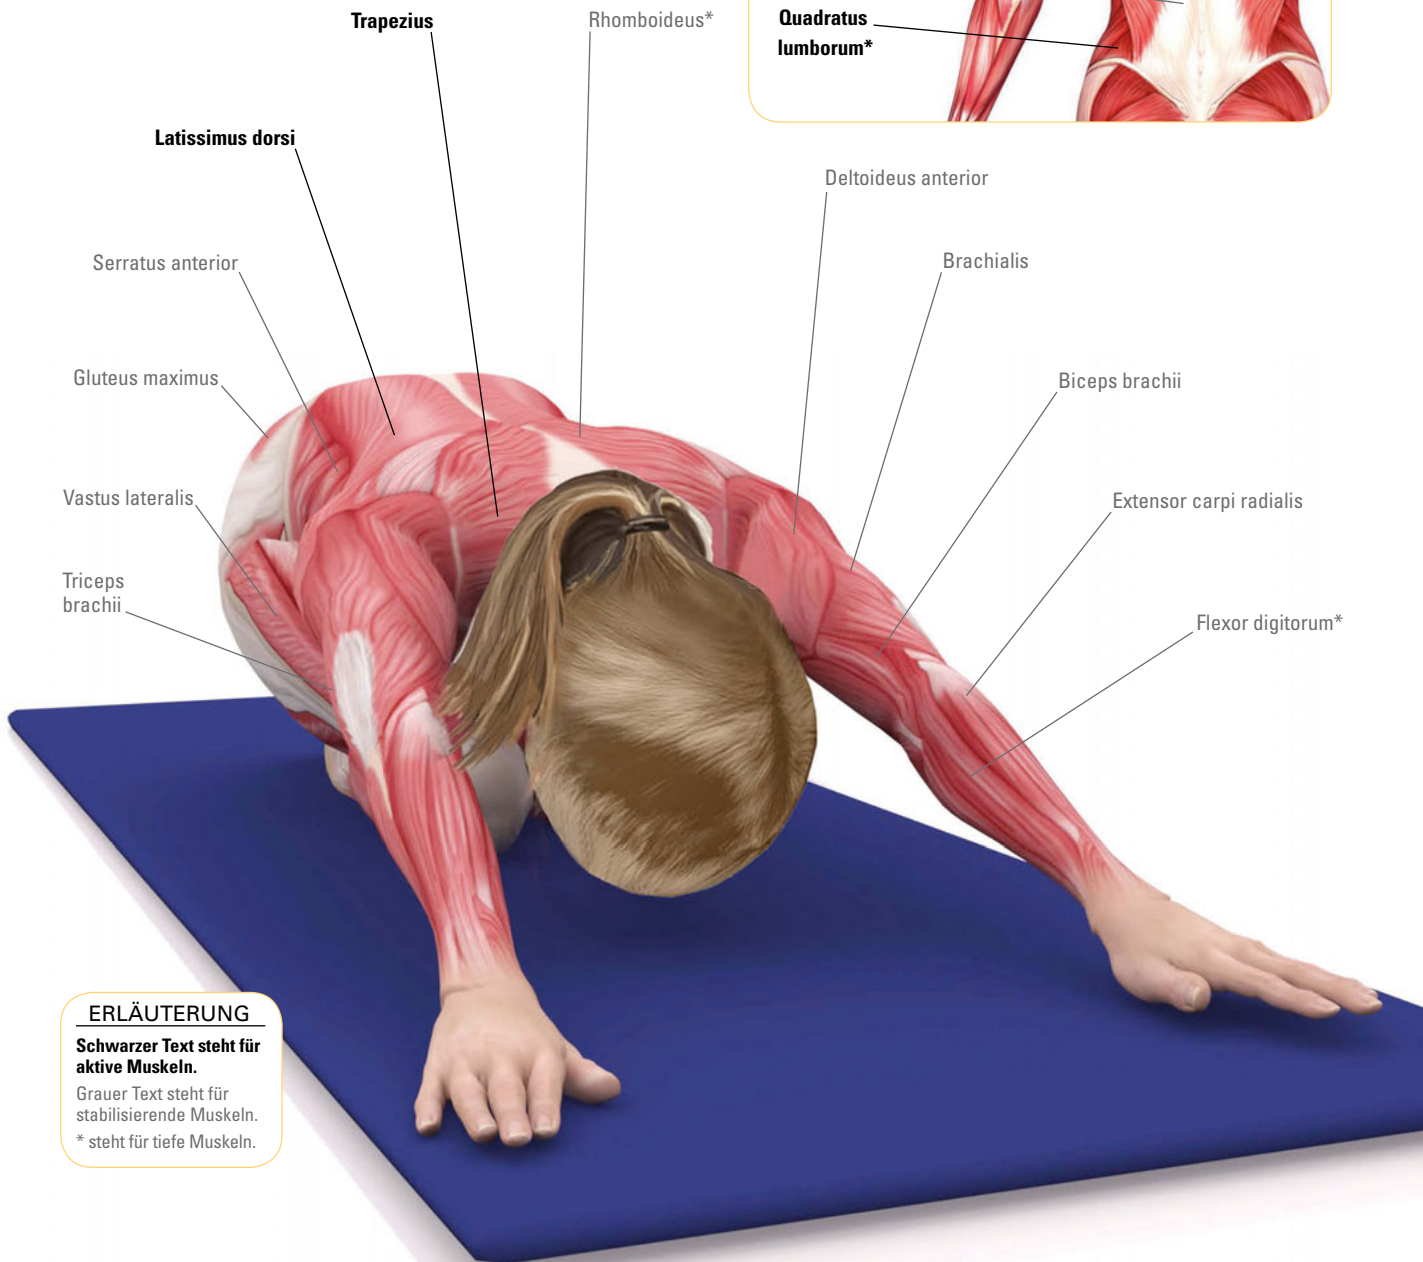 Trapezius
Rhomboideus*
Quadratus
lumborum*
Latissimus dorsi
Deltoideus anterior
Serratus anterior
Brachialis
Gluteus maximus
Biceps brachii
Vastus lateralis
Extensor carpi radialis
Triceps
brachii
Flexor digitorum*
ERLÄUTERUNG
Schwarzer Text steht für
aktive Muskeln.
Grauer Text steht für
stabilisierende Muskeln.
* steht für tiefe Muskeln.